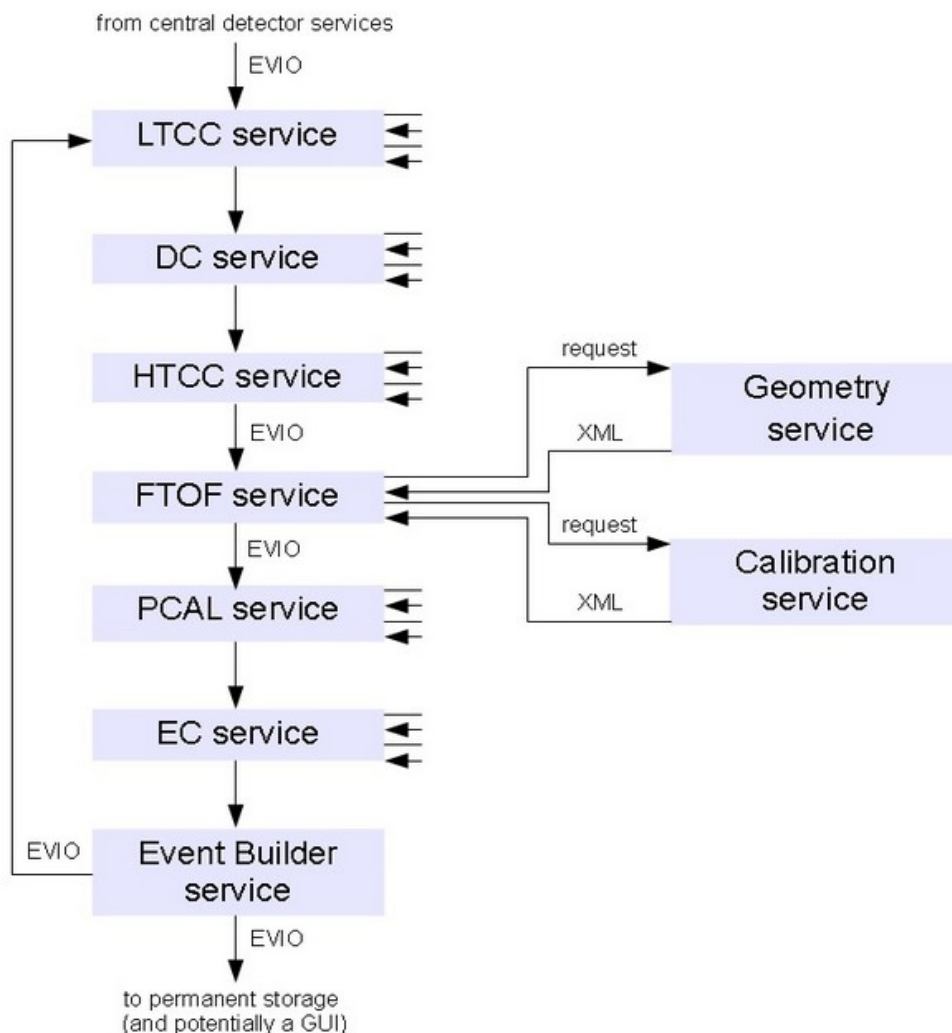 from central detector services
EVIO
LTCC service
DC service
HTCC service
EVIO
FTOF service
EVIO
PCAL service
EC service
Event Builder
service
EVIO
EVIO
to permanent storage
(and potentially a GUI)
request
Geometry
service
XML
request
Calibration
service
XML